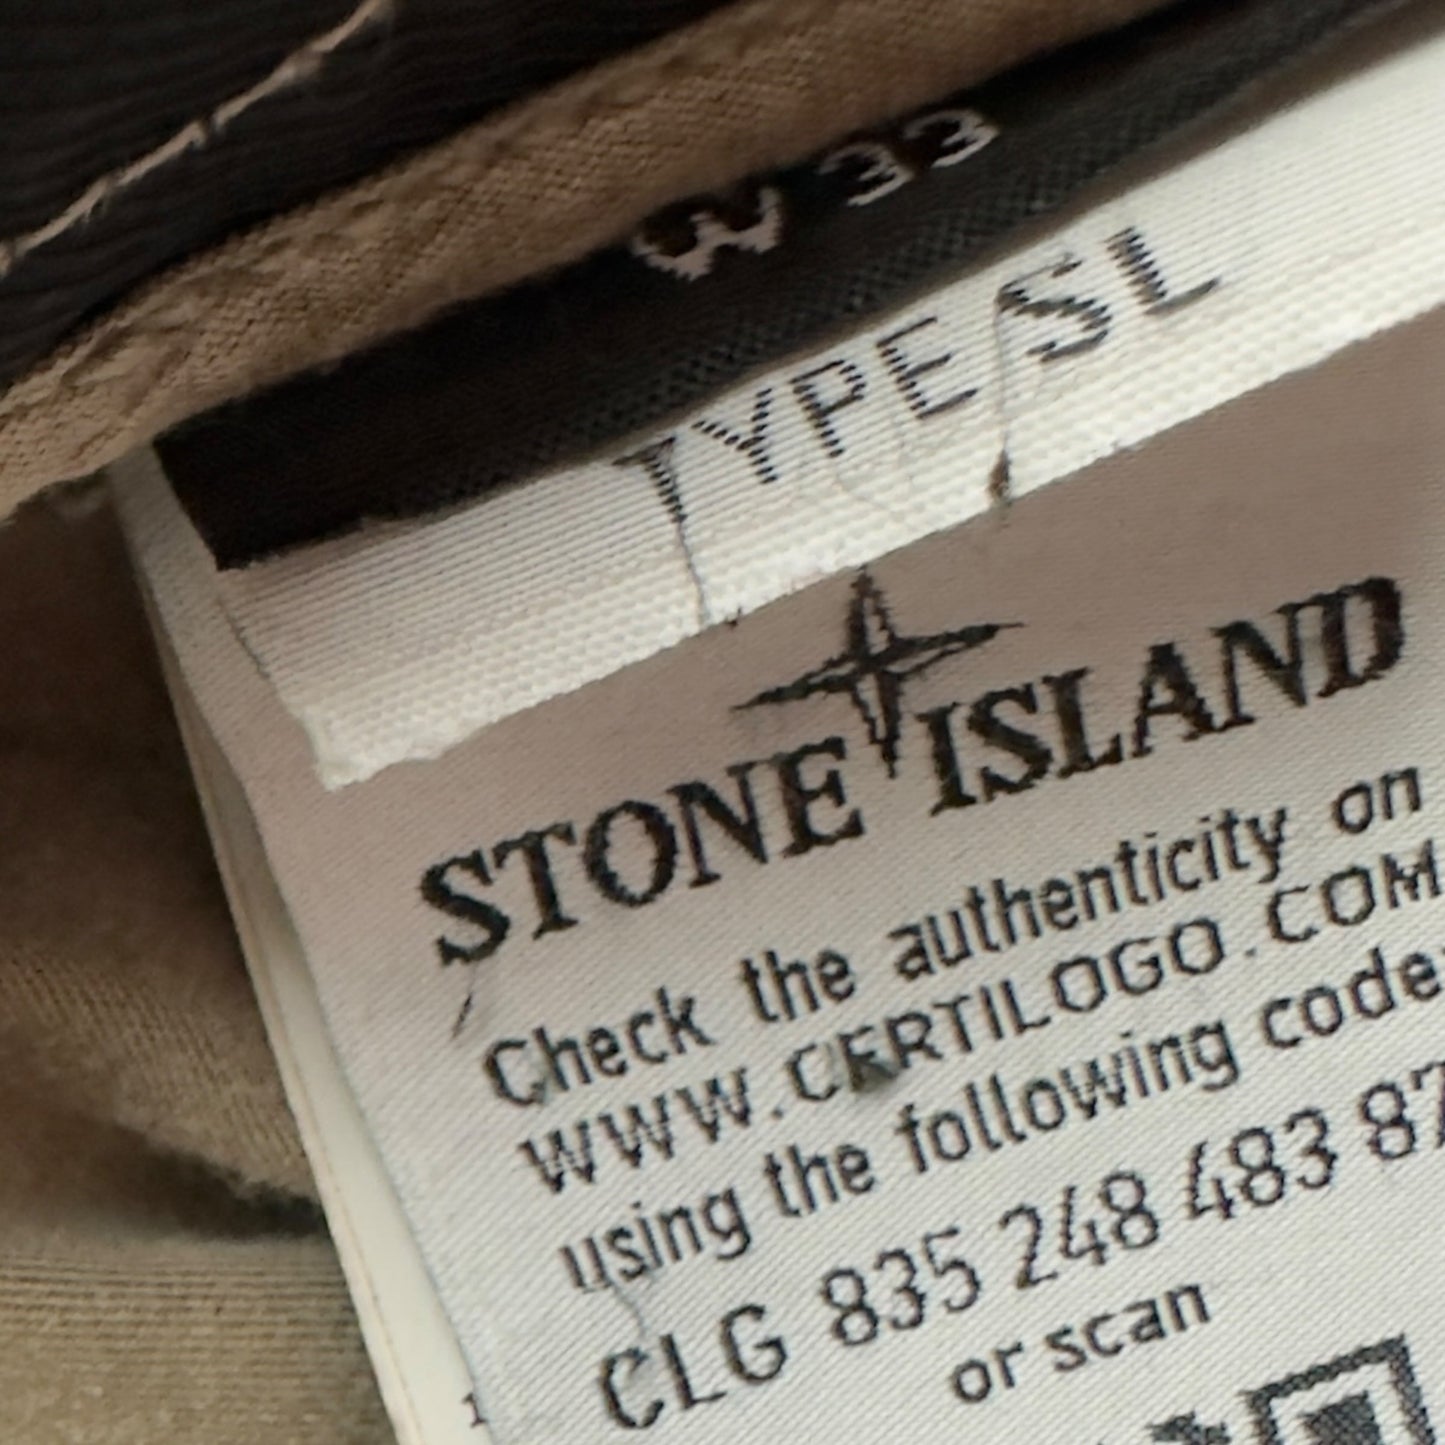 W 33
TYPE SL
STONE ISLAND
Check the authenticity on
WWW.CERTILOGO.COM
using the following code:
CLG 835 248 483 87
or scan